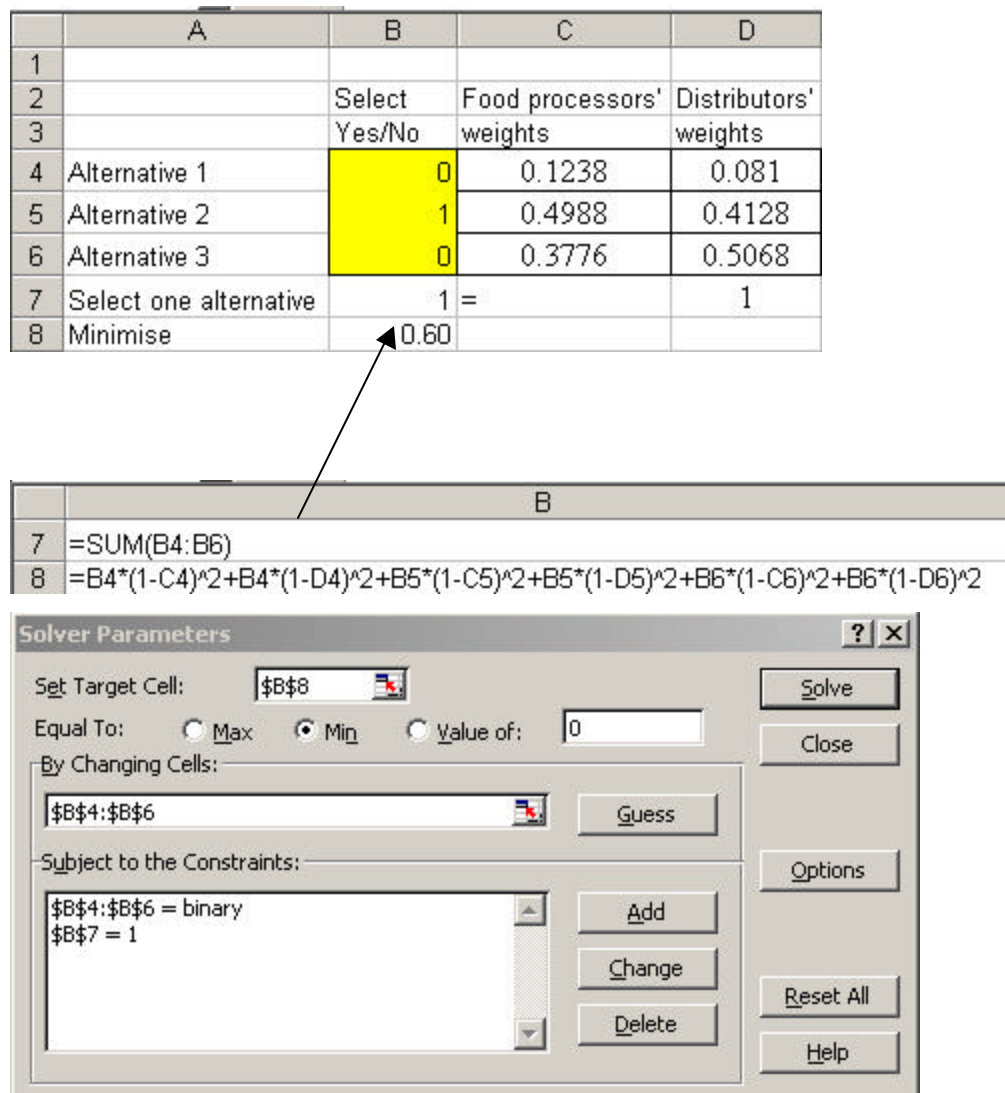 A B C D
1
2 Select Food processors' Distributors'
3 Yes/No weights weights
4 Alternative 1 0 0.1238 0.081
5 Alternative 2 1 0.4988 0.4128
6 Alternative 3 0 0.3776 0.5068
7 Select one alternative 1 = 1
8 Minimise 0.60
B
7 =SUM(B4:B6)
8 =B4*(1-C4)^2+B4*(1-D4)^2+B5*(1-C5)^2+B5*(1-D5)^2+B6*(1-C6)^2+B6*(1-D6)^2
Solver Parameters ? X
Set Target Cell: $B$8 Solve
Equal To: Max Min Value of: 0 Close
By Changing Cells:
$B$4:$B$6 Guess
Subject to the Constraints: Options
$B$4:$B$6 = binary Add
$B$7 = 1
Change
Reset All
Delete
Help